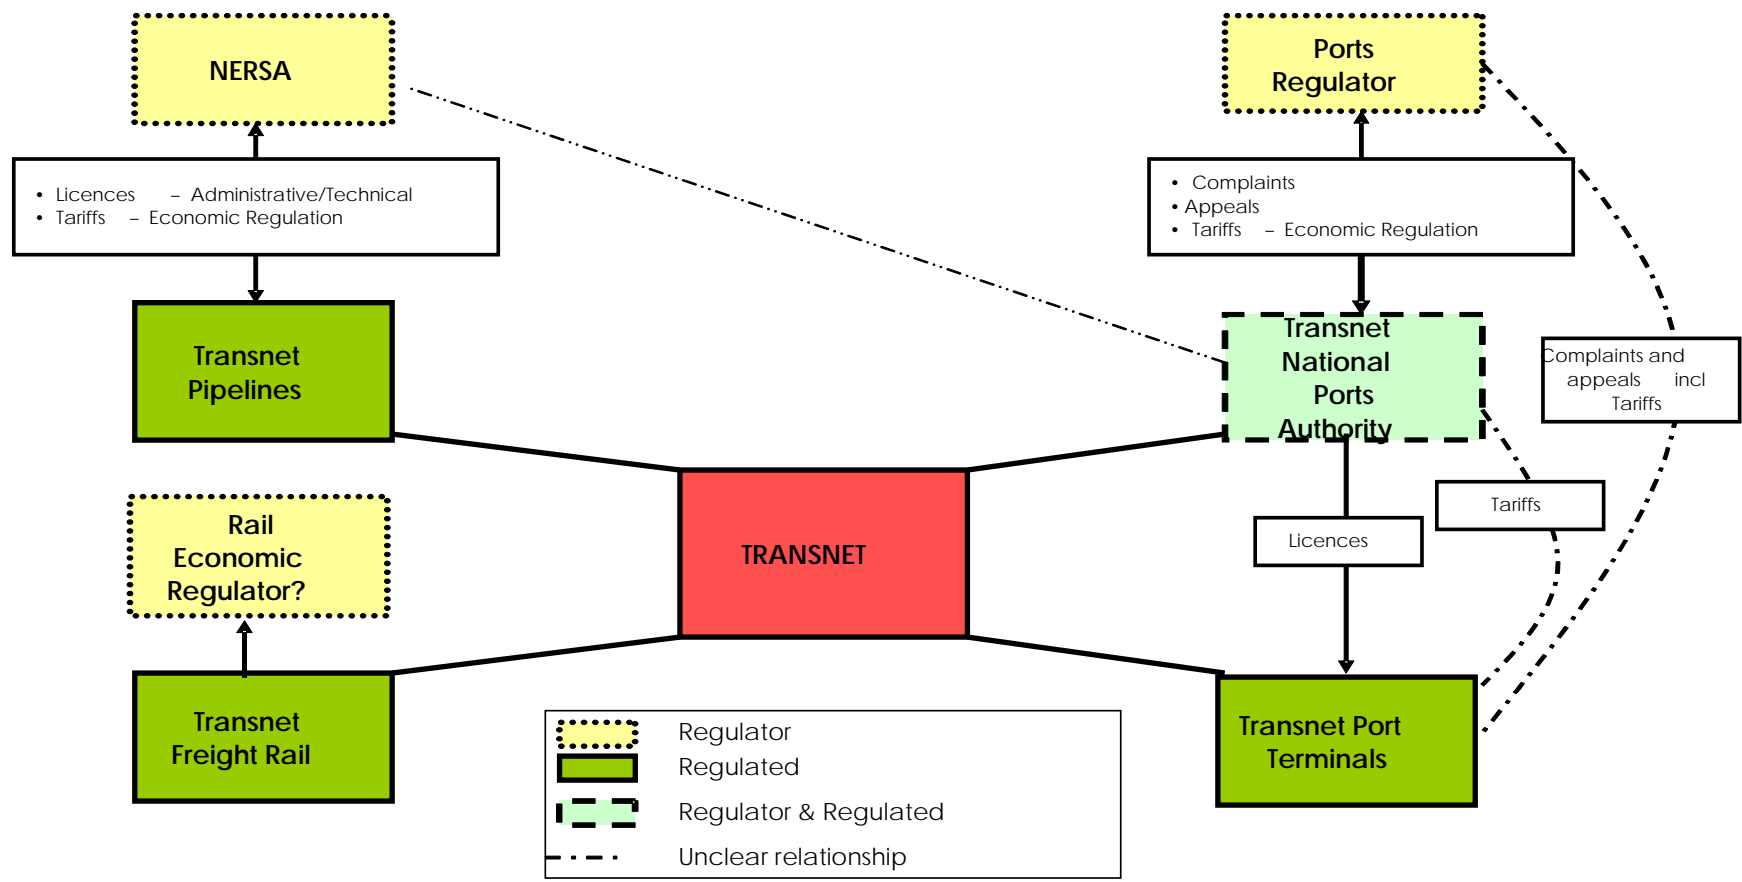 NERSA
Ports
Regulator
• Licences – Administrative/Technical
• Tariffs – Economic Regulation
• Complaints
• Appeals
• Tariffs – Economic Regulation
Transnet
Pipelines
Transnet
National
Ports
Authority
Complaints and
appeals incl
Tariffs
Rail
Economic
Regulator?
TRANSNET
Tariffs
Licences
Transnet
Freight Rail
Transnet Port
Terminals
Regulator
Regulated
Regulator & Regulated
Unclear relationship